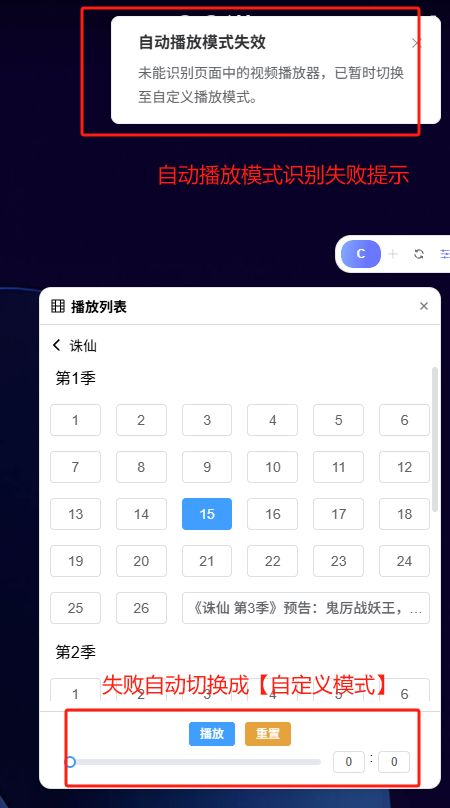 自动播放模式失效
未能识别页面中的视频播放器，已暂时切换
至自定义播放模式。
自动播放模式识别失败提示
C
播放列表
诛仙
第1季
1 2 3 4 5 6
7 8 9 10 11 12
13 14 15 16 17 18
19 20 21 22 23 24
25 26 《诛仙 第3季》预告：鬼厉战妖王，...
第2季
1 2 3 4 5 6
失败自动切换成【自定义模式】
播放 重置
0 : 0